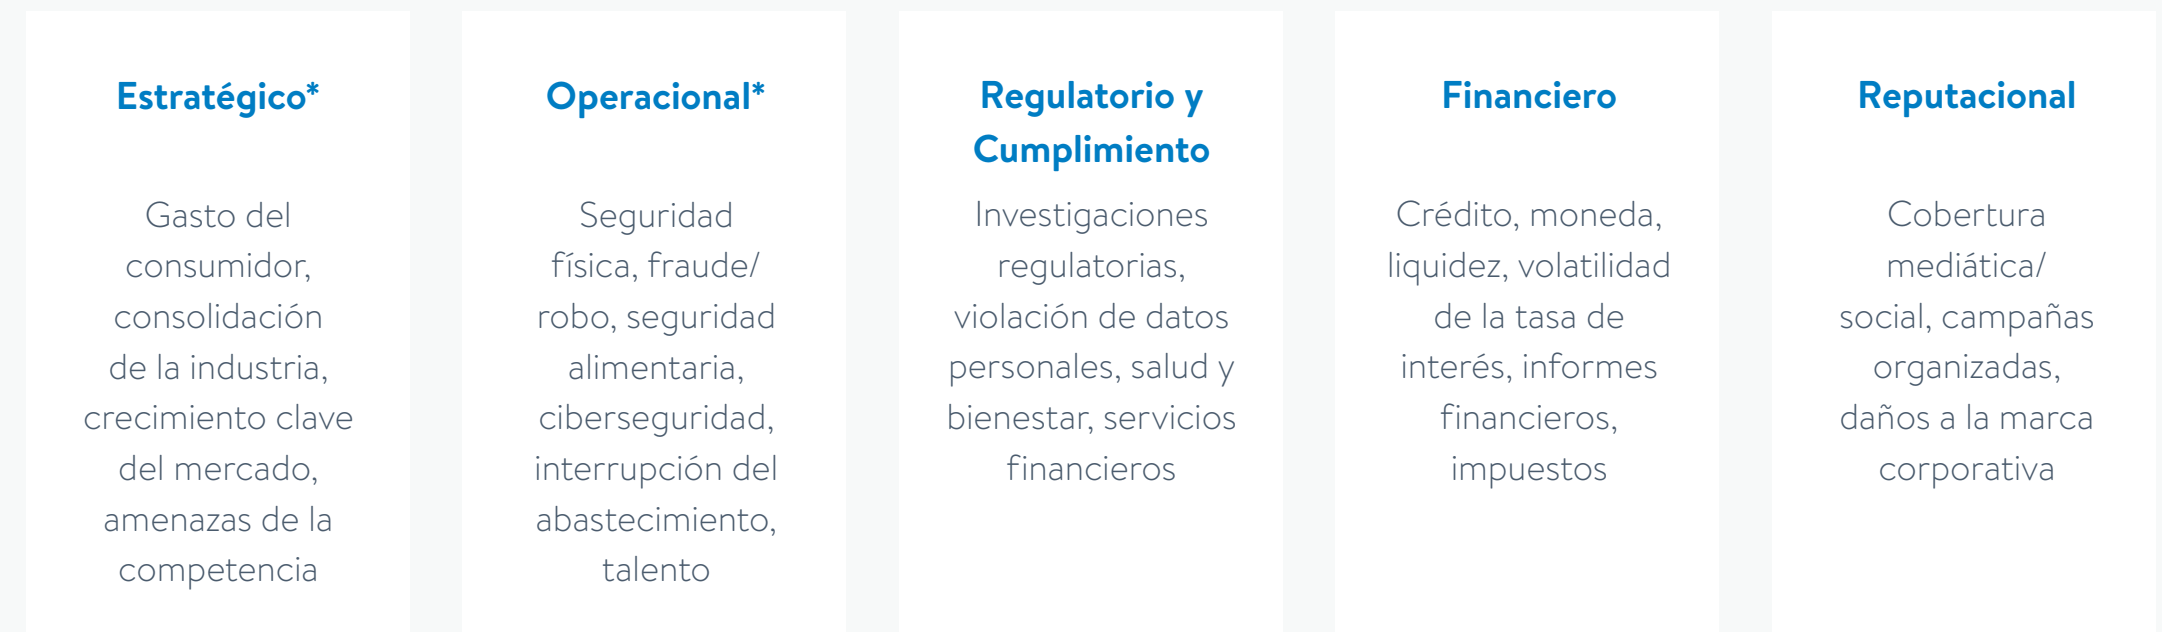 Estratégico*
Gasto del
consumidor,
consolidación
de la industria,
crecimiento clave
del mercado,
amenazas de la
competencia
Operacional*
Seguridad
física, fraude/
robo, seguridad
alimentaria,
ciberseguridad,
interrupción del
abastecimiento,
talento
Regulatorio y
Cumplimiento
Investigaciones
regulatorias,
violación de datos
personales, salud y
bienestar, servicios
financieros
Financiero
Crédito, moneda,
liquidez, volatilidad
de la tasa de
interés, informes
financieros,
impuestos
Reputacional
Cobertura
mediática/
social, campañas
organizadas,
daños a la marca
corporativa